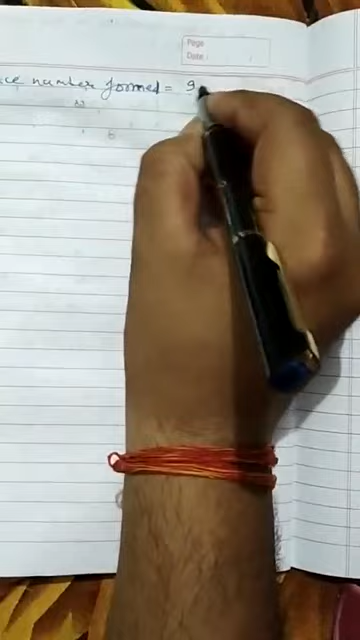 Page
Date
ce number formed = 9